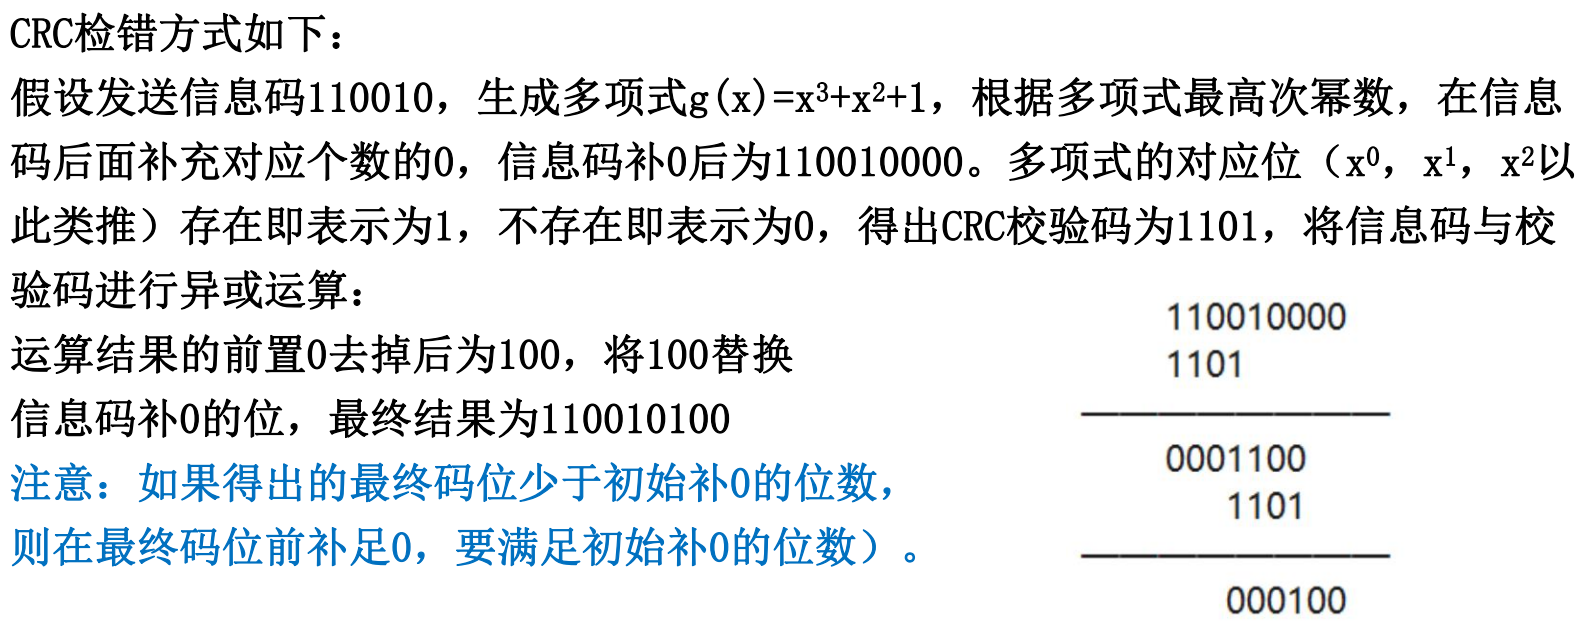 CRC检错方式如下：
假设发送信息码110010，生成多项式g(x)=x³+x²+1，根据多项式最高次幂数，在信息
码后面补充对应个数的0，信息码补0后为110010000。多项式的对应位（x⁰，x¹，x²以
此类推）存在即表示为1，不存在即表示为0，得出CRC校验码为1101，将信息码与校
验码进行异或运算：
运算结果的前置0去掉后为100，将100替换
信息码补0的位，最终结果为110010100
注意：如果得出的最终码位少于初始补0的位数，
则在最终码位前补足0，要满足初始补0的位数）。
110010000
1101
0001100
1101
000100